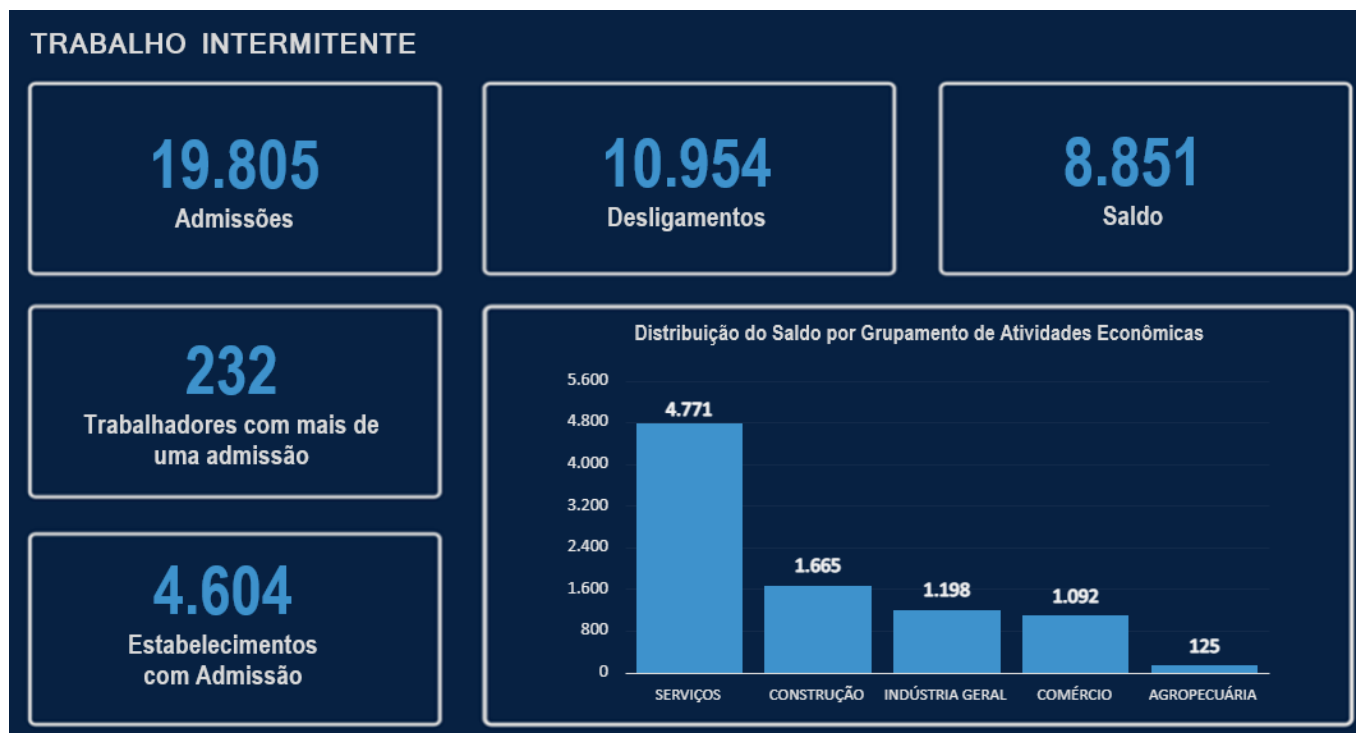 TRABALHO INTERMITENTE
19.805
Admissões
10.954
Desligamentos
8.851
Saldo
232
Trabalhadores com mais de
uma admissão
4.604
Estabelecimentos
com Admissão
Distribuição do Saldo por Grupamento de Atividades Econômicas
5.600
4.800
4.000
3.200
2.400
1.600
800
0
4.771
1.665
1.198
1.092
125
SERVIÇOS
CONSTRUÇÃO
INDÚSTRIA GERAL
COMÉRCIO
AGROPECUÁRIA